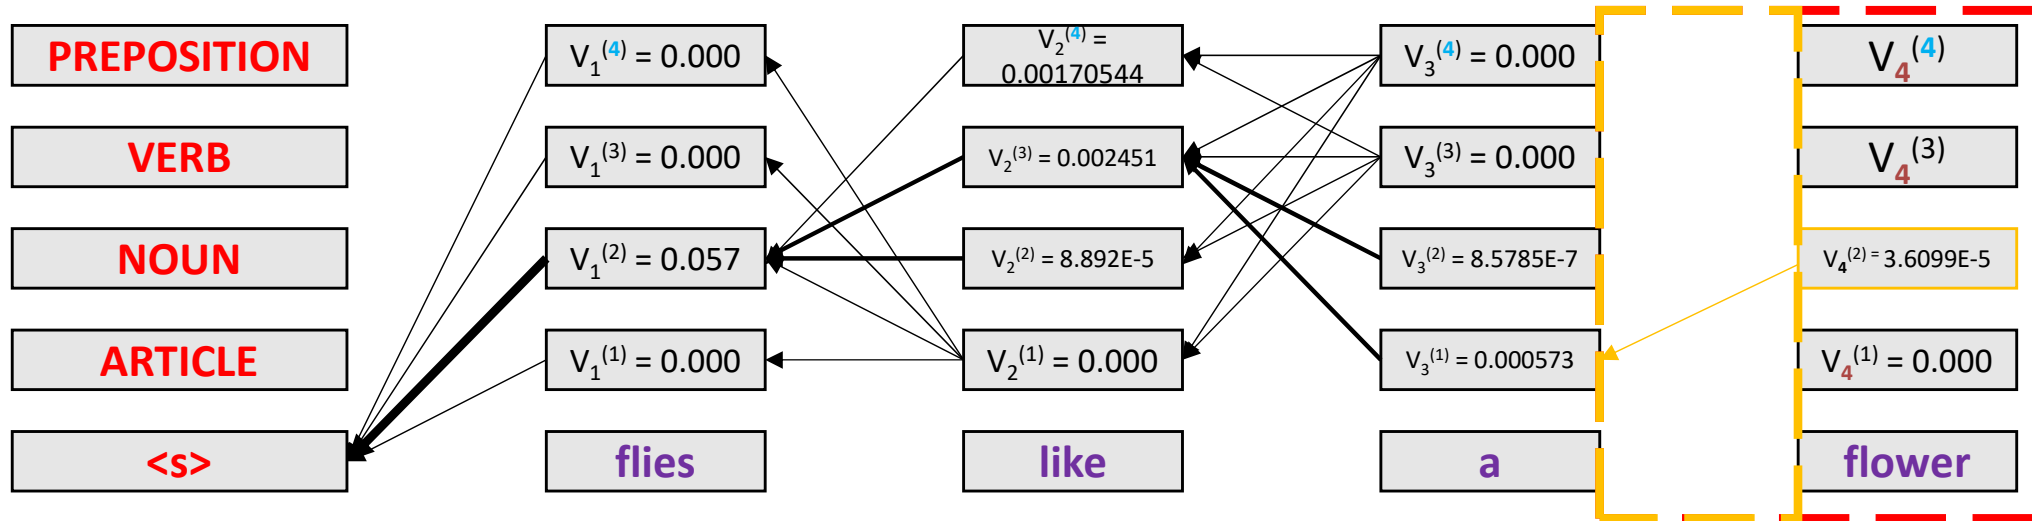 PREPOSITION V₁⁽⁴⁾ = 0.000 V₂⁽⁴⁾ = 0.00170544 V₃⁽⁴⁾ = 0.000 V₄⁽⁴⁾
VERB V₁⁽³⁾ = 0.000 V₂⁽³⁾ = 0.002451 V₃⁽³⁾ = 0.000 V₄⁽³⁾
NOUN V₁⁽²⁾ = 0.057 V₂⁽²⁾ = 8.892E-5 V₃⁽²⁾ = 8.5785E-7 V₄⁽²⁾ = 3.6099E-5
ARTICLE V₁⁽¹⁾ = 0.000 V₂⁽¹⁾ = 0.000 V₃⁽¹⁾ = 0.000573 V₄⁽¹⁾ = 0.000
<s> flies like a flower